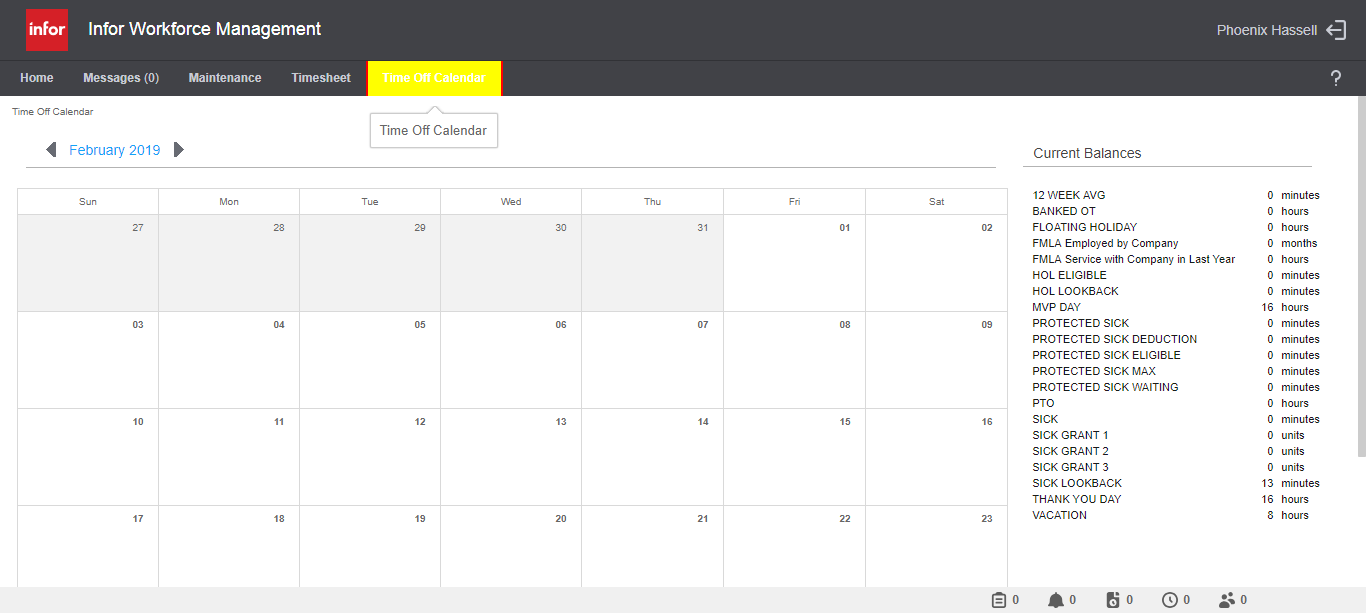 infor Infor Workforce Management Phoenix Hassell
Home Messages (0) Maintenance Timesheet Time Off Calendar ?
Time Off Calendar
Time Off Calendar
February 2019
Sun Mon Tue Wed Thu Fri Sat
27 28 29 30 31 01 02
03 04 05 06 07 08 09
10 11 12 13 14 15 16
17 18 19 20 21 22 23
Current Balances
12 WEEK AVG 0 minutes
BANKED OT 0 hours
FLOATING HOLIDAY 0 hours
FMLA Employed by Company 0 months
FMLA Service with Company in Last Year 0 hours
HOL ELIGIBLE 0 minutes
HOL LOOKBACK 0 minutes
MVP DAY 16 hours
PROTECTED SICK 0 minutes
PROTECTED SICK DEDUCTION 0 minutes
PROTECTED SICK ELIGIBLE 0 minutes
PROTECTED SICK MAX 0 minutes
PROTECTED SICK WAITING 0 minutes
PTO 0 hours
SICK 0 minutes
SICK GRANT 1 0 units
SICK GRANT 2 0 units
SICK GRANT 3 0 units
SICK LOOKBACK 13 minutes
THANK YOU DAY 16 hours
VACATION 8 hours
0 0 0 0 0